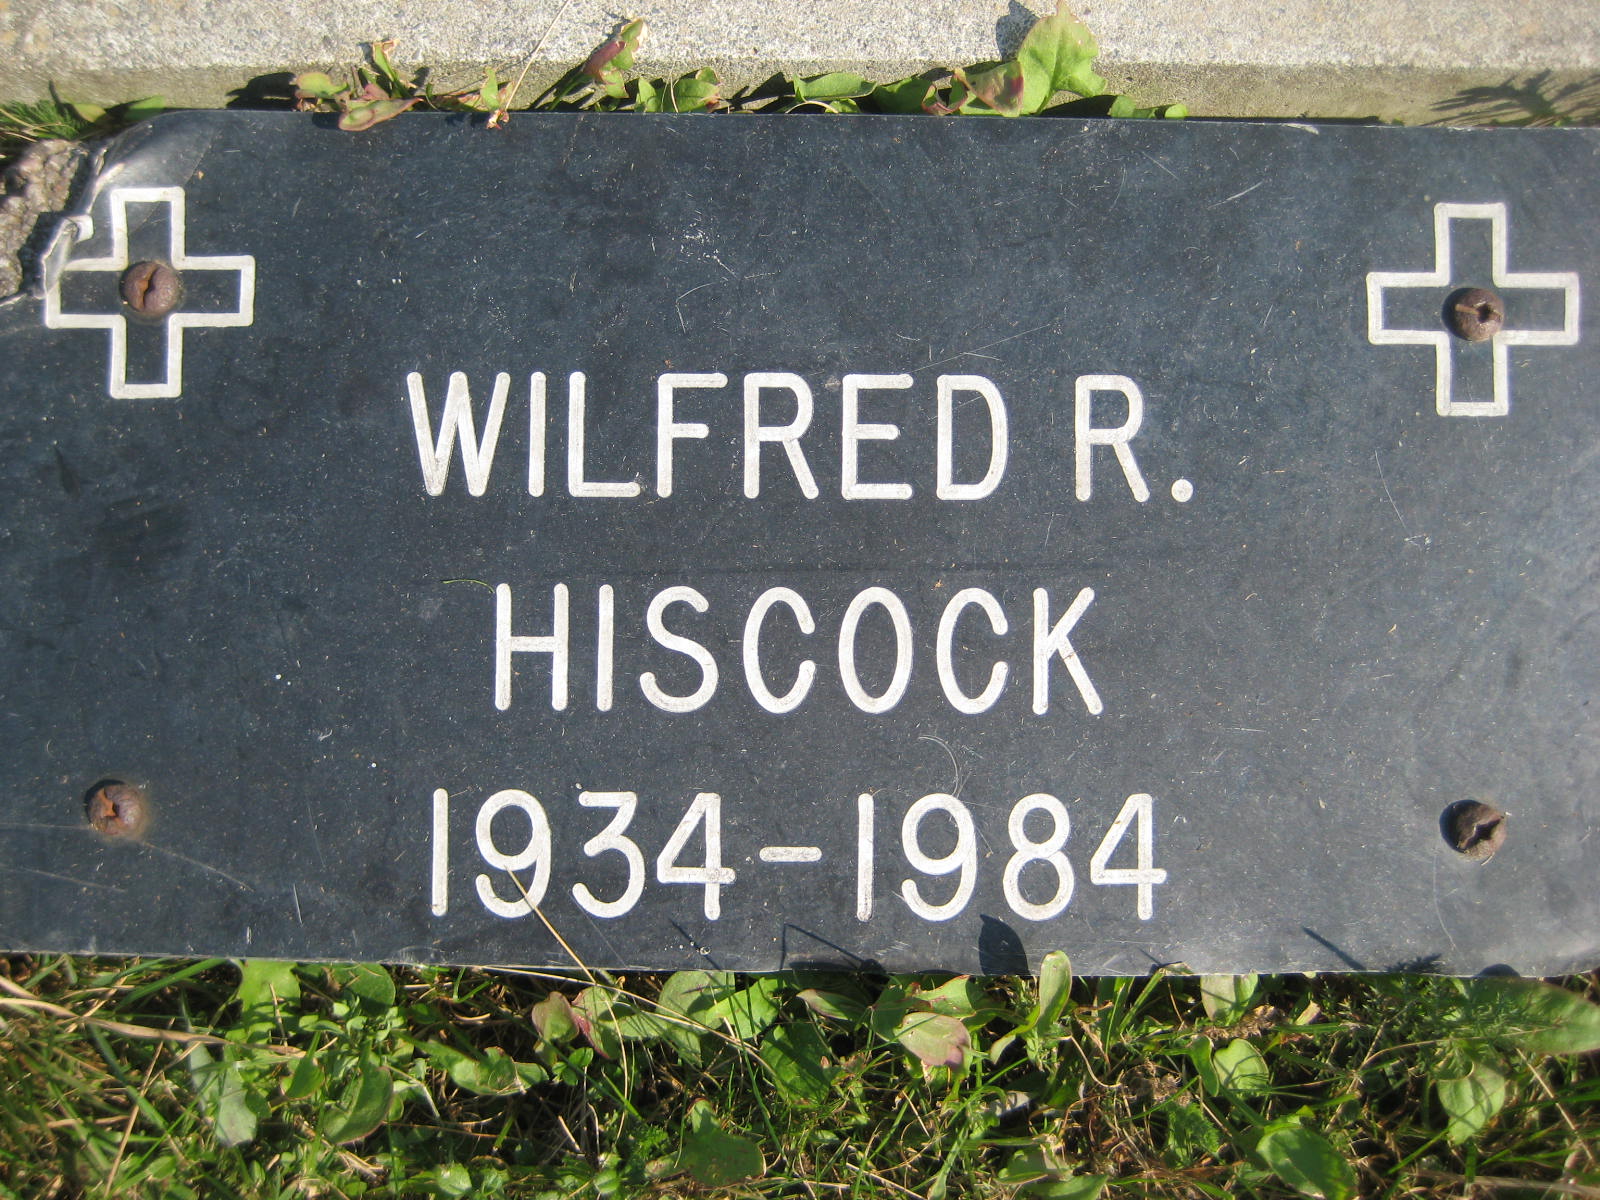 WILFRED R.
HISCOCK
1934-1984